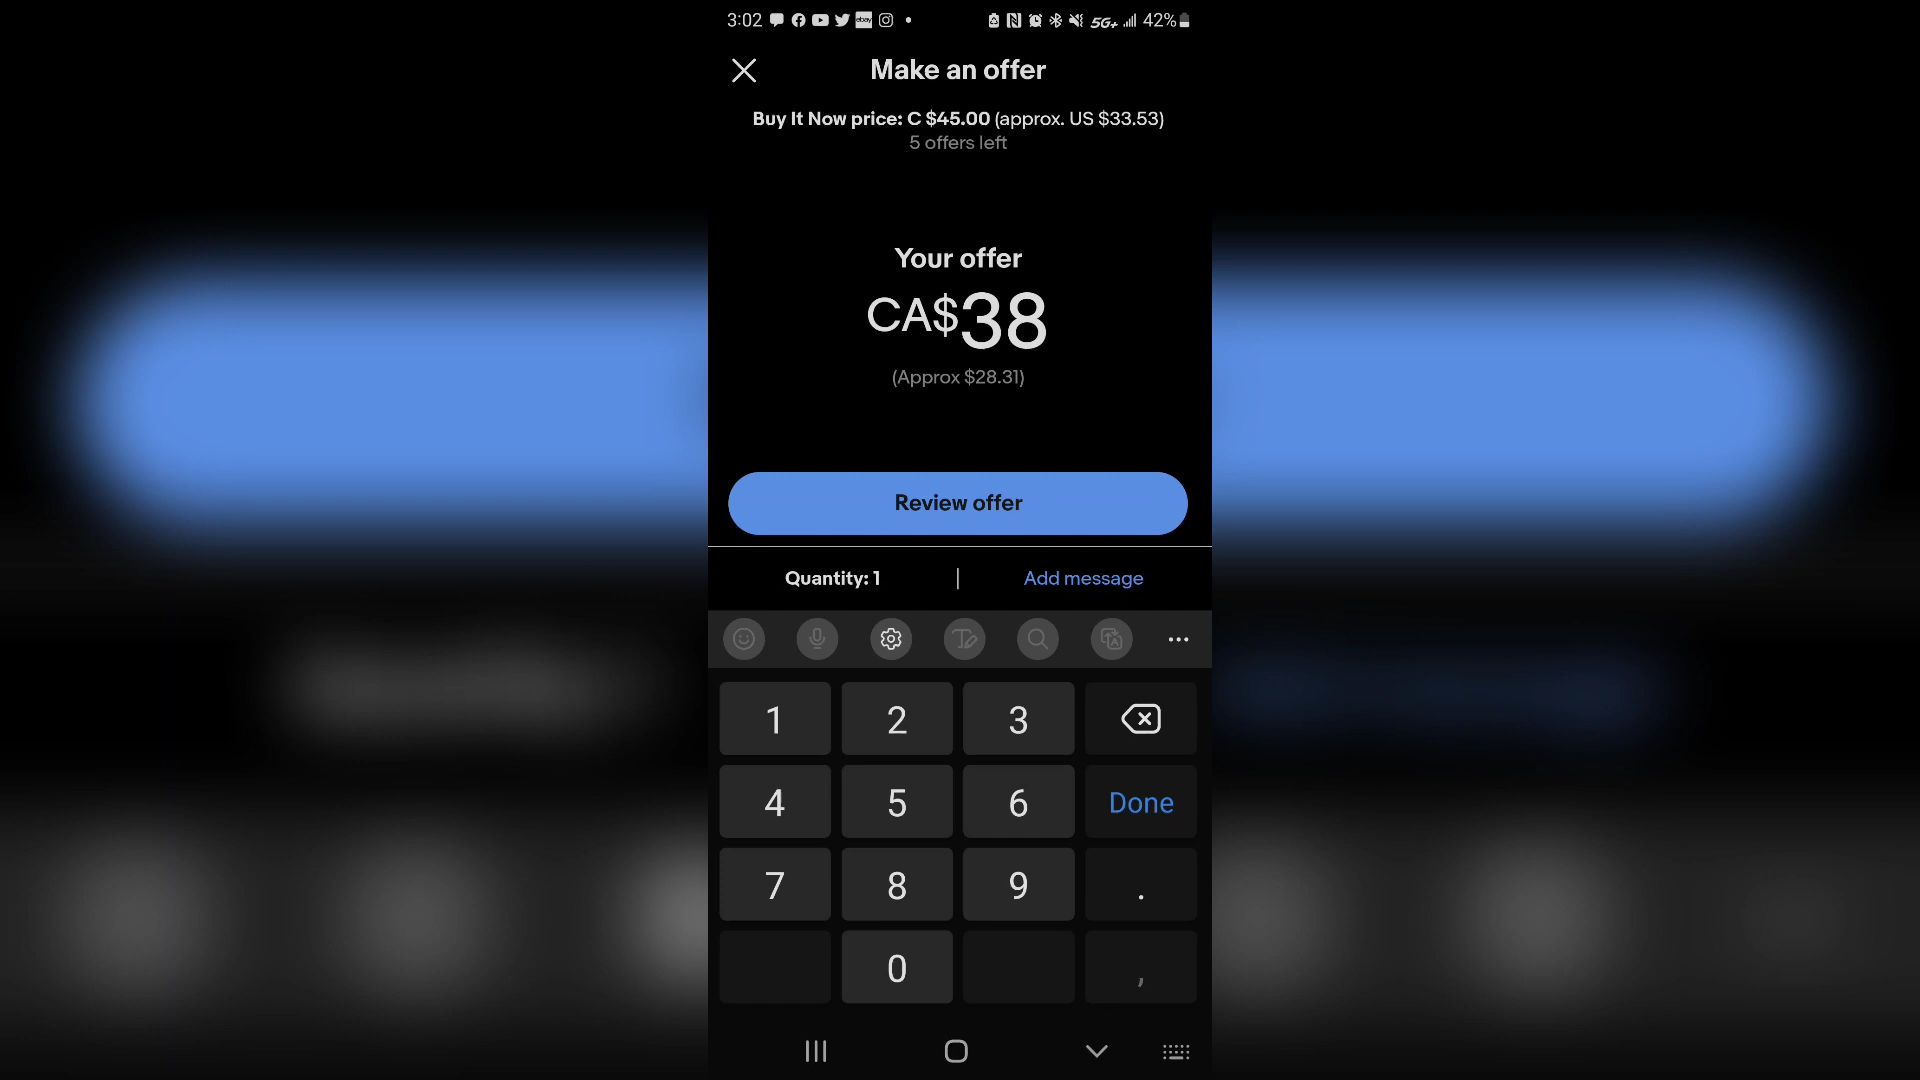 3:02 ebay 5G+ 42%
Make an offer
Buy It Now price: C $45.00 (approx. US $33.53)
5 offers left
Your offer
CA$38
(Approx $28.31)
Review offer
Quantity: 1 | Add message
1 2 3
4 5 6 Done
7 8 9 .
0 ,